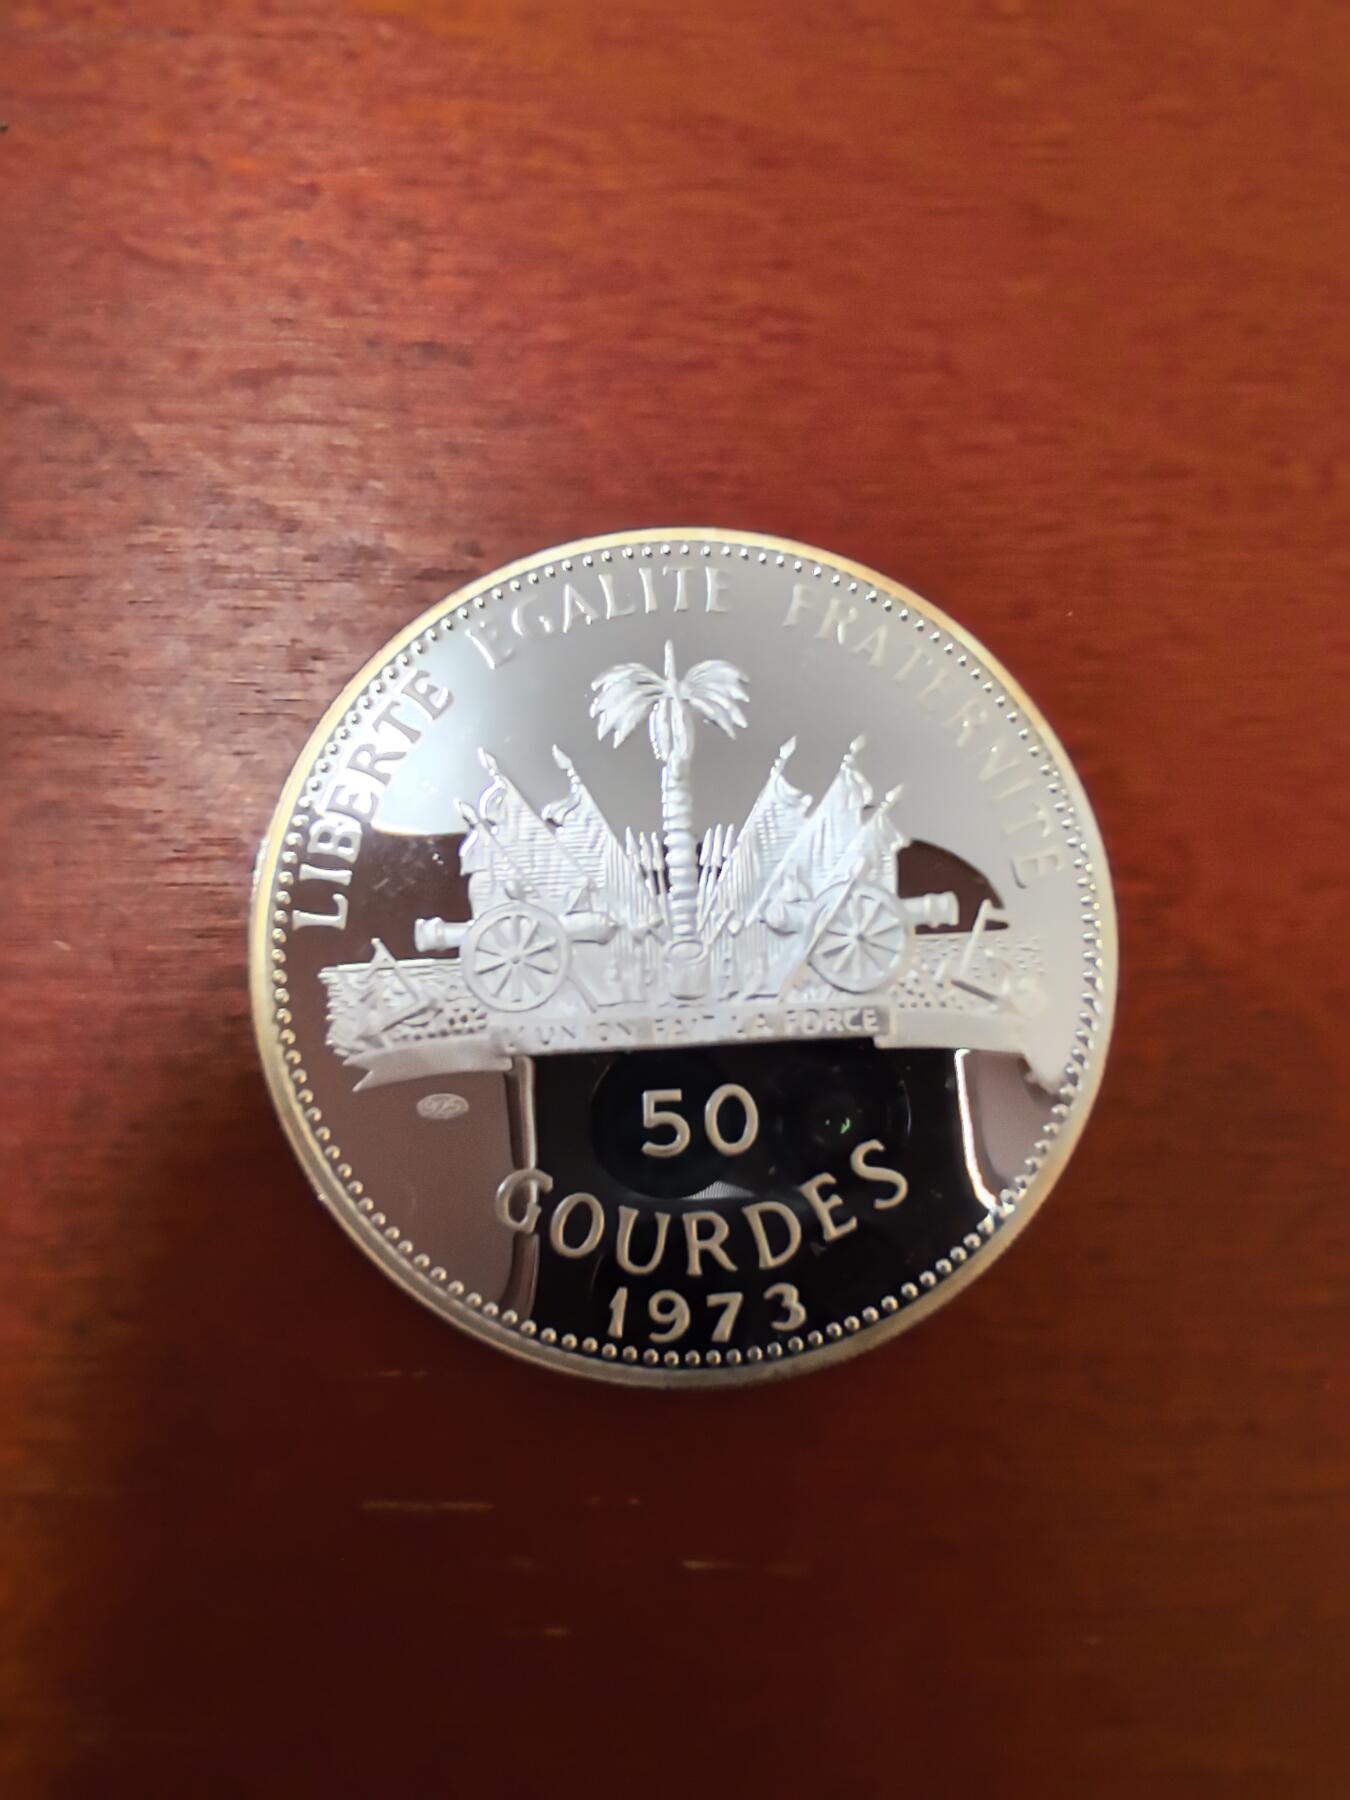 LIBERTE EGALITE FRATERNITE
L'UNION FAIT LA FORCE
50
GOURDES
1973